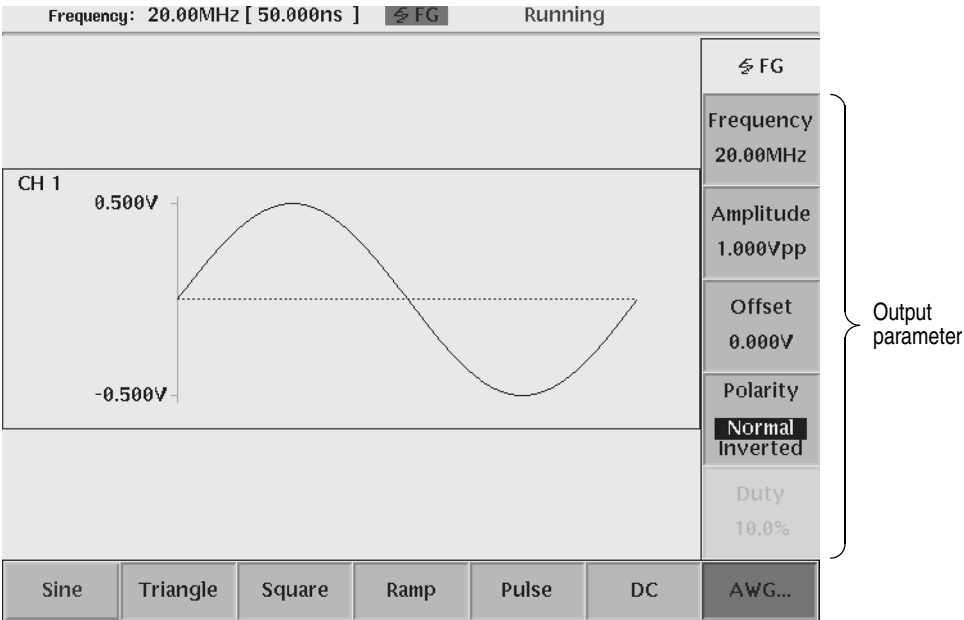 Frequency: 20.00MHz [ 50.000ns ] FG Running
FG
Frequency
20.00MHz
CH 1
0.500V
-0.500V
Amplitude
1.000Vpp
Offset
0.000V
Polarity
Normal
Inverted
Duty
10.0%
Output
parameter
Sine Triangle Square Ramp Pulse DC AWG...